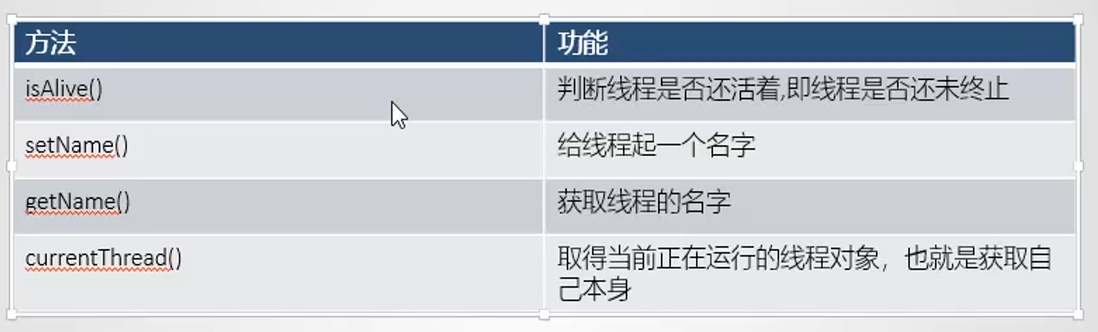 方法 功能
isAlive() 判断线程是否还活着,即线程是否还未终止
setName() 给线程起一个名字
getName() 获取线程的名字
currentThread() 取得当前正在运行的线程对象，也就是获取自
己本身